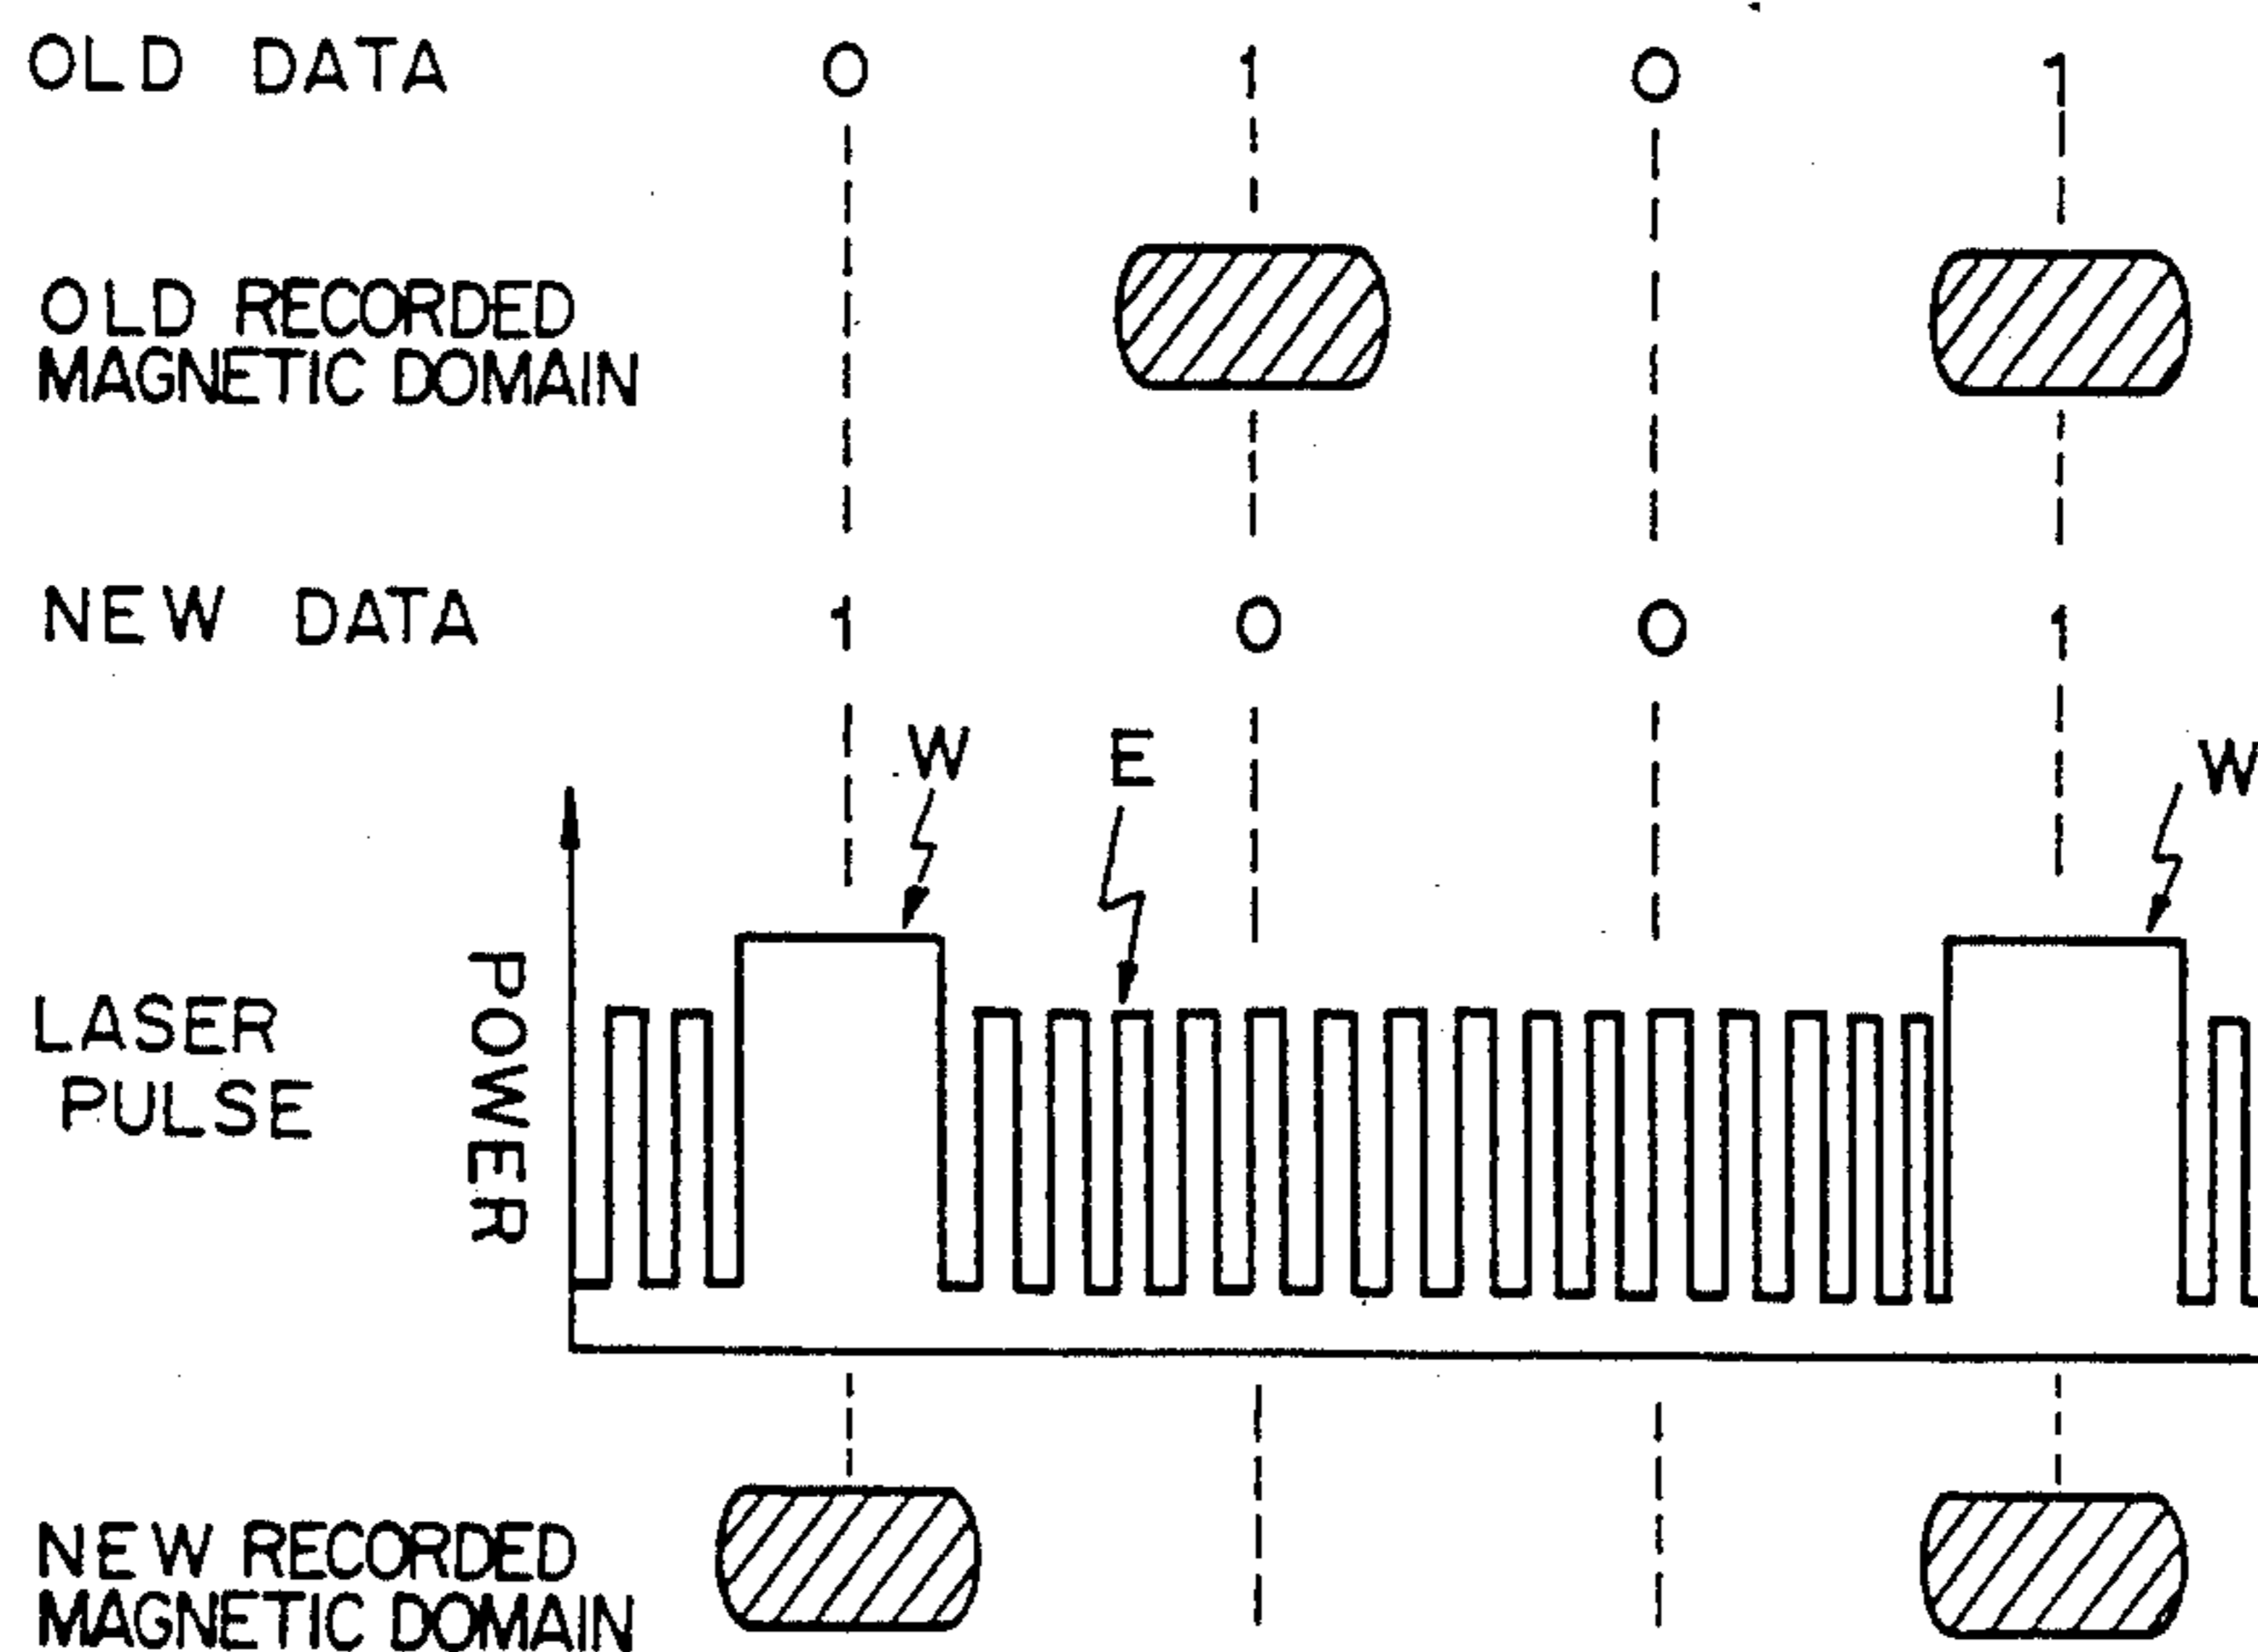 OLD DATA 0 1 0 1
OLD RECORDED
MAGNETIC DOMAIN
NEW DATA 1 0 0 1
W E W
POWER
LASER
PULSE
NEW RECORDED
MAGNETIC DOMAIN